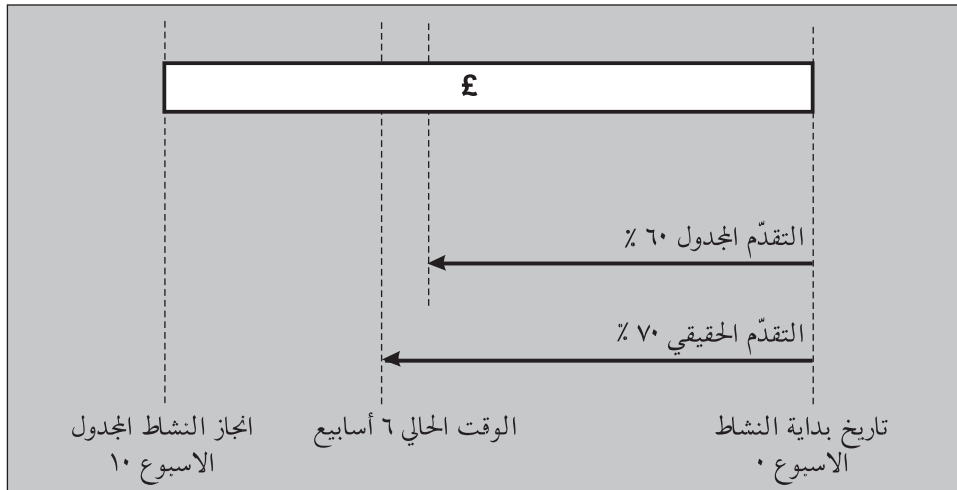 £
التقدّم المجدول ٦٠ ٪
التقدّم الحقيقي ٧٠ ٪
تاريخ بداية النشاط
الاسبوع ٠
الوقت الحالي ٦ أسابيع
انجاز النشاط المجدول
الاسبوع ١٠